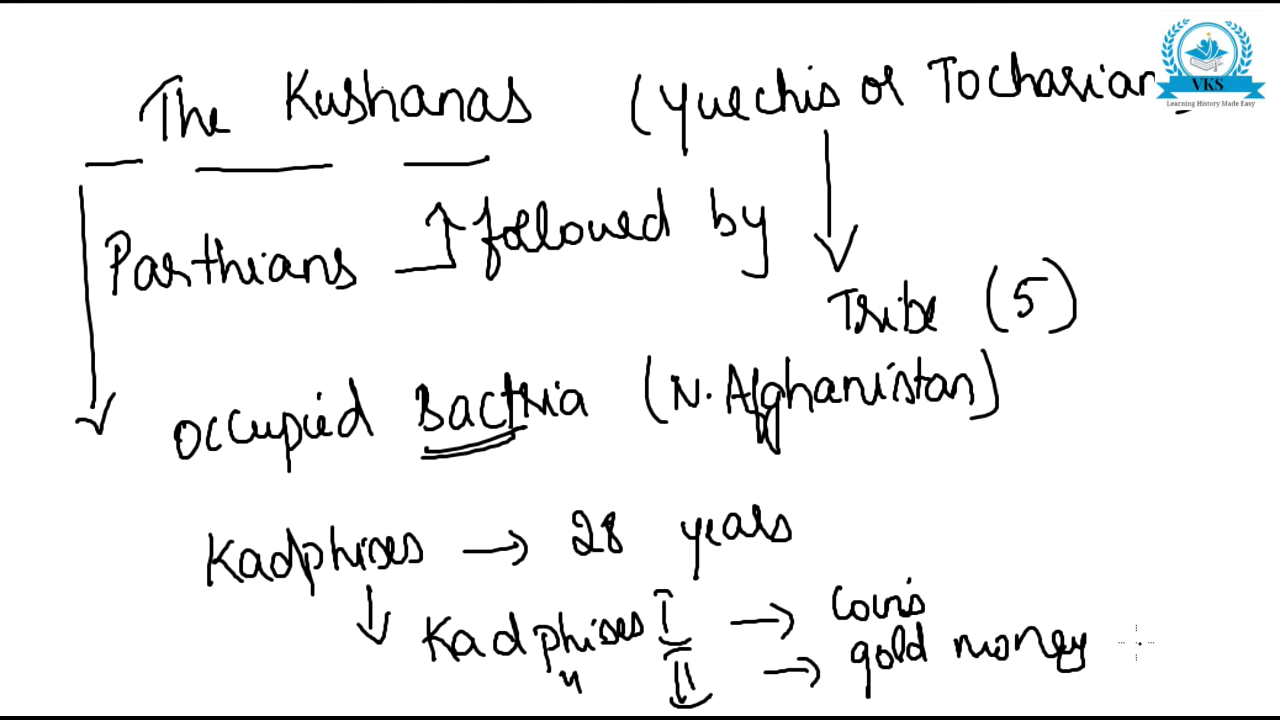 VKS
Learning History Made Easy
The Kushanas (Yuechis or Tocharian
Parthians followed by
Tribe (5)
occupied Bactria (N. Afghanistan)
Kadphises → 28 years
Kadphises I → Coins
" II → gold money